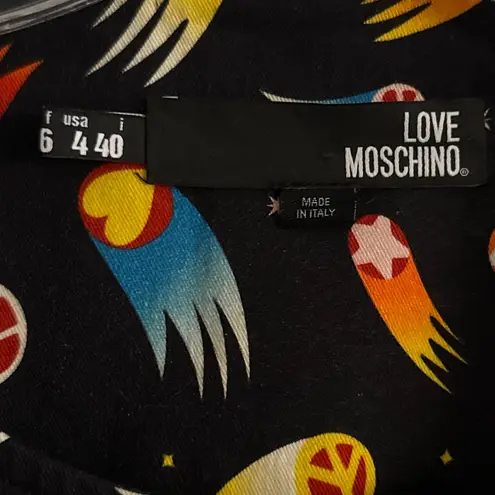 f usa i
6 4 40
LOVE
MOSCHINO®
MADE
IN ITALY